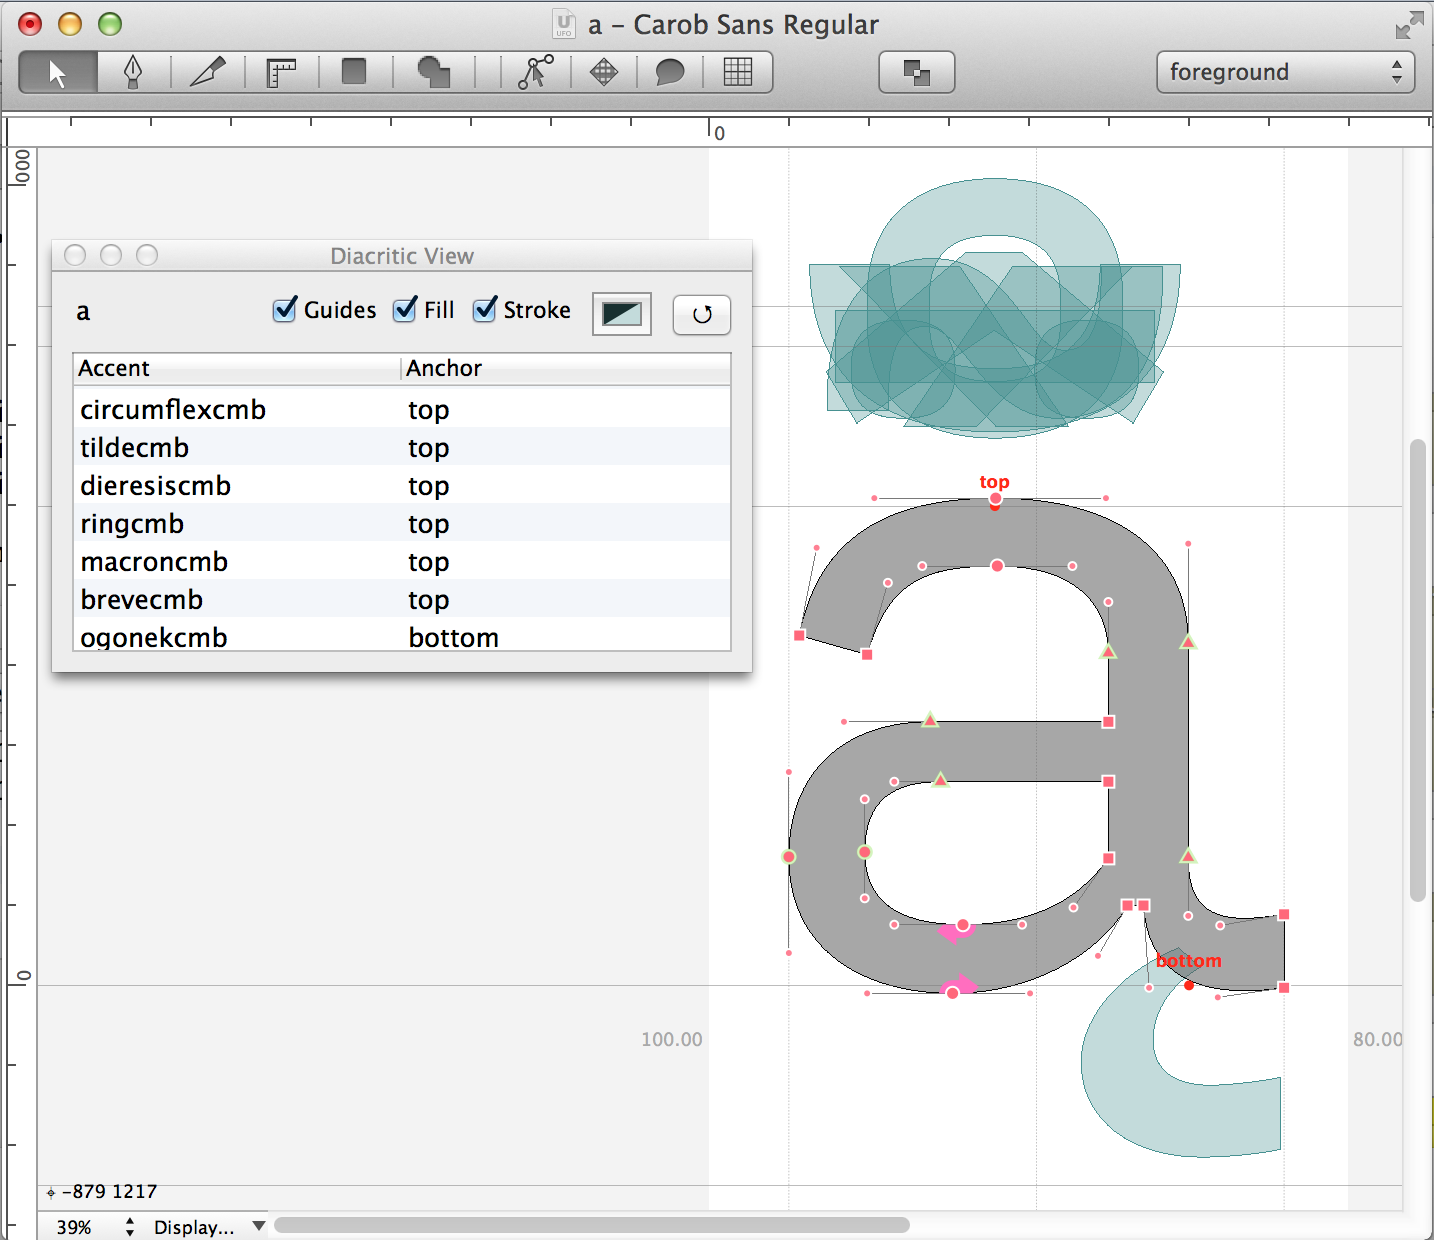 a – Carob Sans Regular
foreground
0
000
Diacritic View
a Guides Fill Stroke
Accent Anchor
circumflexcmb top
tildecmb top
dieresiscmb top
ringcmb top
macroncmb top
brevecmb top
ogonekcmb bottom
top
bottom
0
100.00 80.00
-879 1217
39% Display...